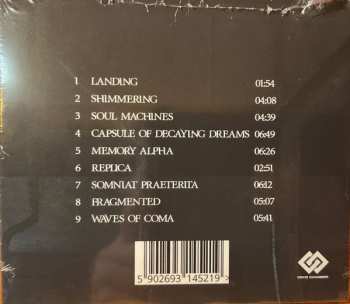 1 LANDING 01:54
2 SHIMMERING 04:08
3 SOUL MACHINES 04:39
4 CAPSULE OF DECAYING DREAMS 06:49
5 MEMORY ALPHA 06:26
6 REPLICA 02:51
7 SOMNIAT PRAETERITA 06:12
8 FRAGMENTED 05:07
9 WAVES OF COMA 05:41
5 902693 145219 >